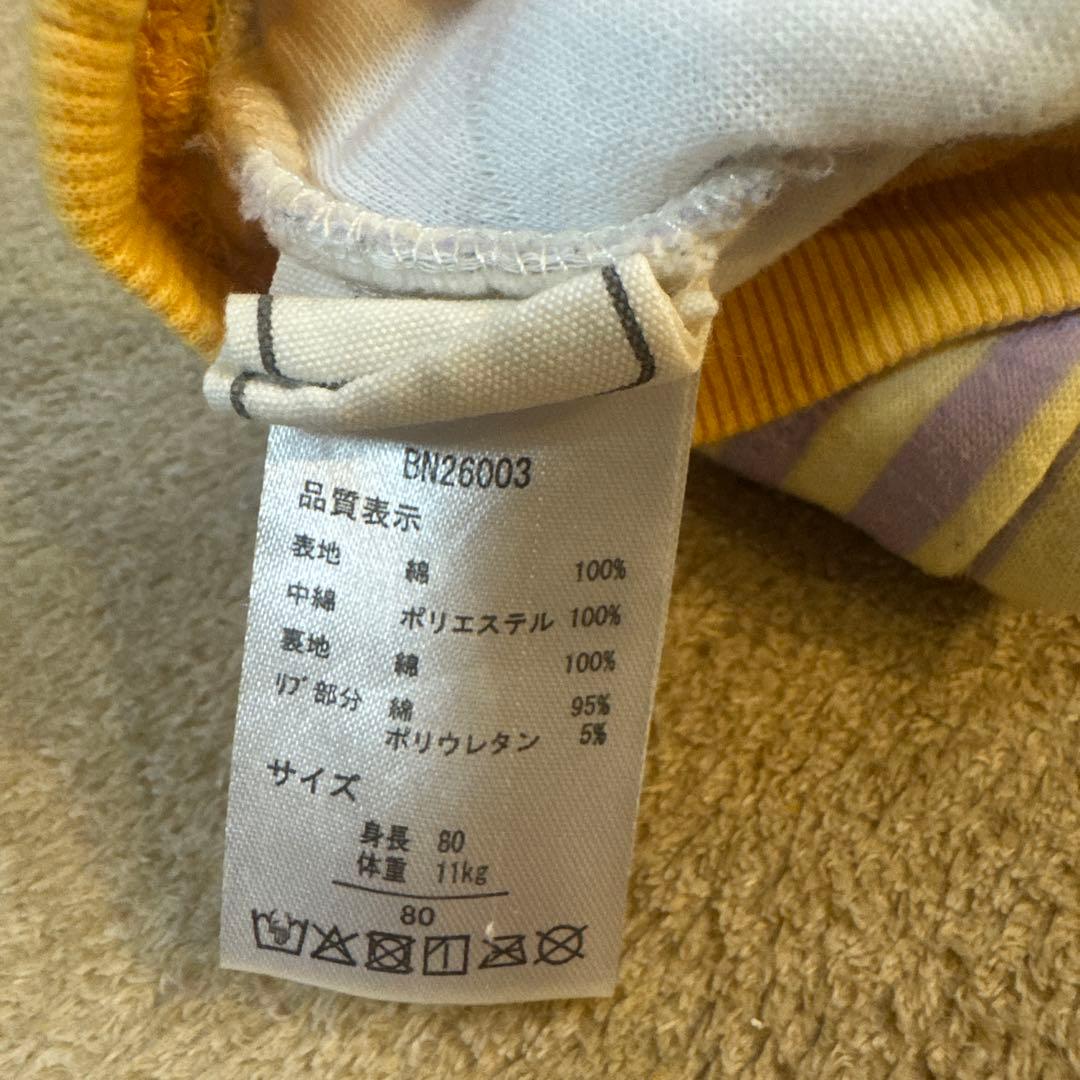 BN26003
品質表示
表地 綿 100%
中綿 ポリエステル 100%
裏地 綿 100%
ﾘﾌﾞ部分 綿 95%
ポリウレタン 5%
サイズ
身長 80
体重 11kg
80